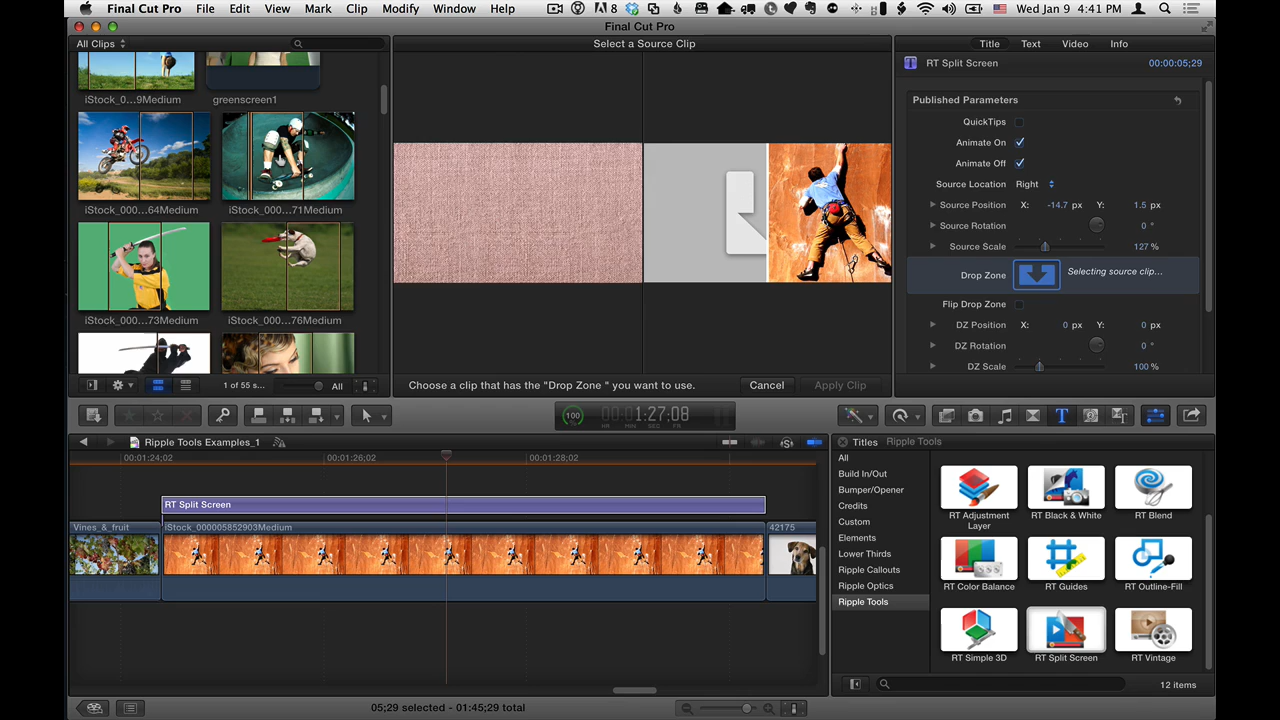 Final Cut Pro File Edit View Mark Clip Modify Window Help 8 Wed Jan 9 4:41 PM
Final Cut Pro
All Clips
Select a Source Clip
Title Text Video Info
iStock_0...9Medium greenscreen1
iStock_000...64Medium iStock_000...71Medium
iStock_000...73Medium iStock_000...76Medium
1 of 55 s... All
Choose a clip that has the "Drop Zone " you want to use. Cancel Apply Clip
RT Split Screen 00:00:05;29
Published Parameters
QuickTips
Animate On
Animate Off
Source Location Right
Source Position X: -14.7 px Y: 1.5 px
Source Rotation 0 °
Source Scale 127 %
Drop Zone Selecting source clip...
Flip Drop Zone
DZ Position X: 0 px Y: 0 px
DZ Rotation 0 °
DZ Scale 100 %
100 00:01:27;08
HR MIN SEC FR
Ripple Tools Examples_1
00:01:24;02 00:01:26;02 00:01:28;02
RT Split Screen
Vines_&_fruit iStock_000005852903Medium 42175
05;29 selected - 01:45;29 total
Titles Ripple Tools
All
Build In/Out
Bumper/Opener
Credits
Custom
Elements
Lower Thirds
Ripple Callouts
Ripple Optics
Ripple Tools
RT Adjustment Layer RT Black & White RT Blend
RT Color Balance RT Guides RT Outline-Fill
RT Simple 3D RT Split Screen RT Vintage
12 items